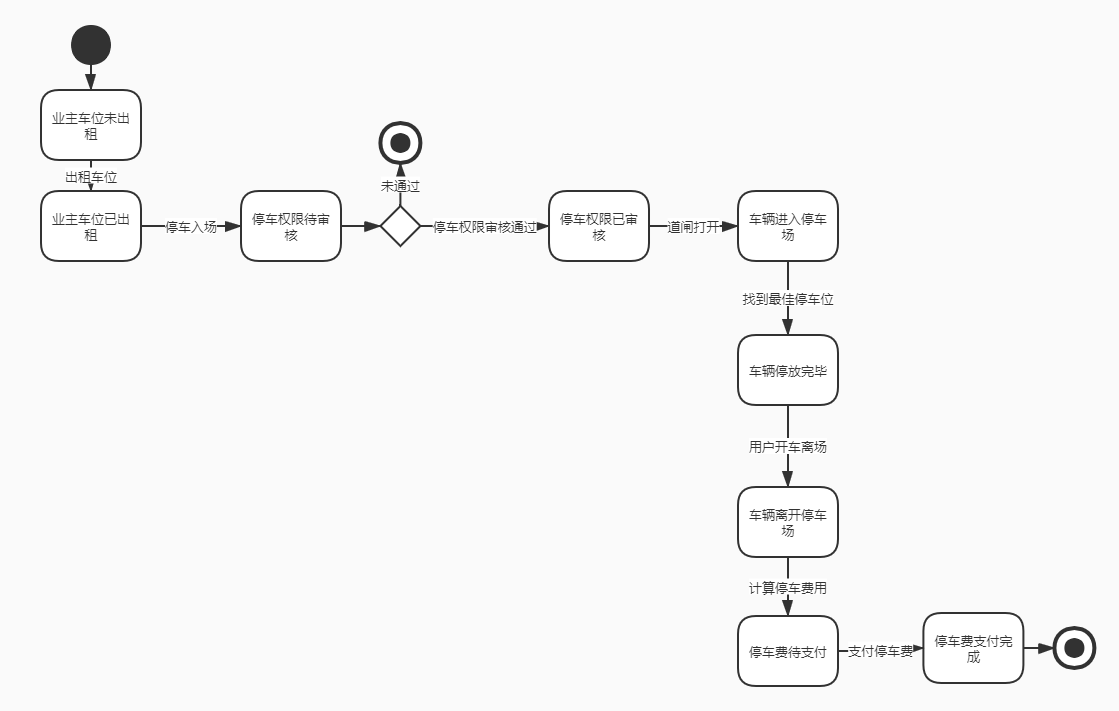 业主车位未出
租
出租车位
业主车位已出
租
停车入场
停车权限待审
核
未通过
停车权限审核通过
停车权限已审
核
道闸打开
车辆进入停车
场
找到最佳停车位
车辆停放完毕
用户开车离场
车辆离开停车
场
计算停车费用
停车费待支付
支付停车费
停车费支付完
成